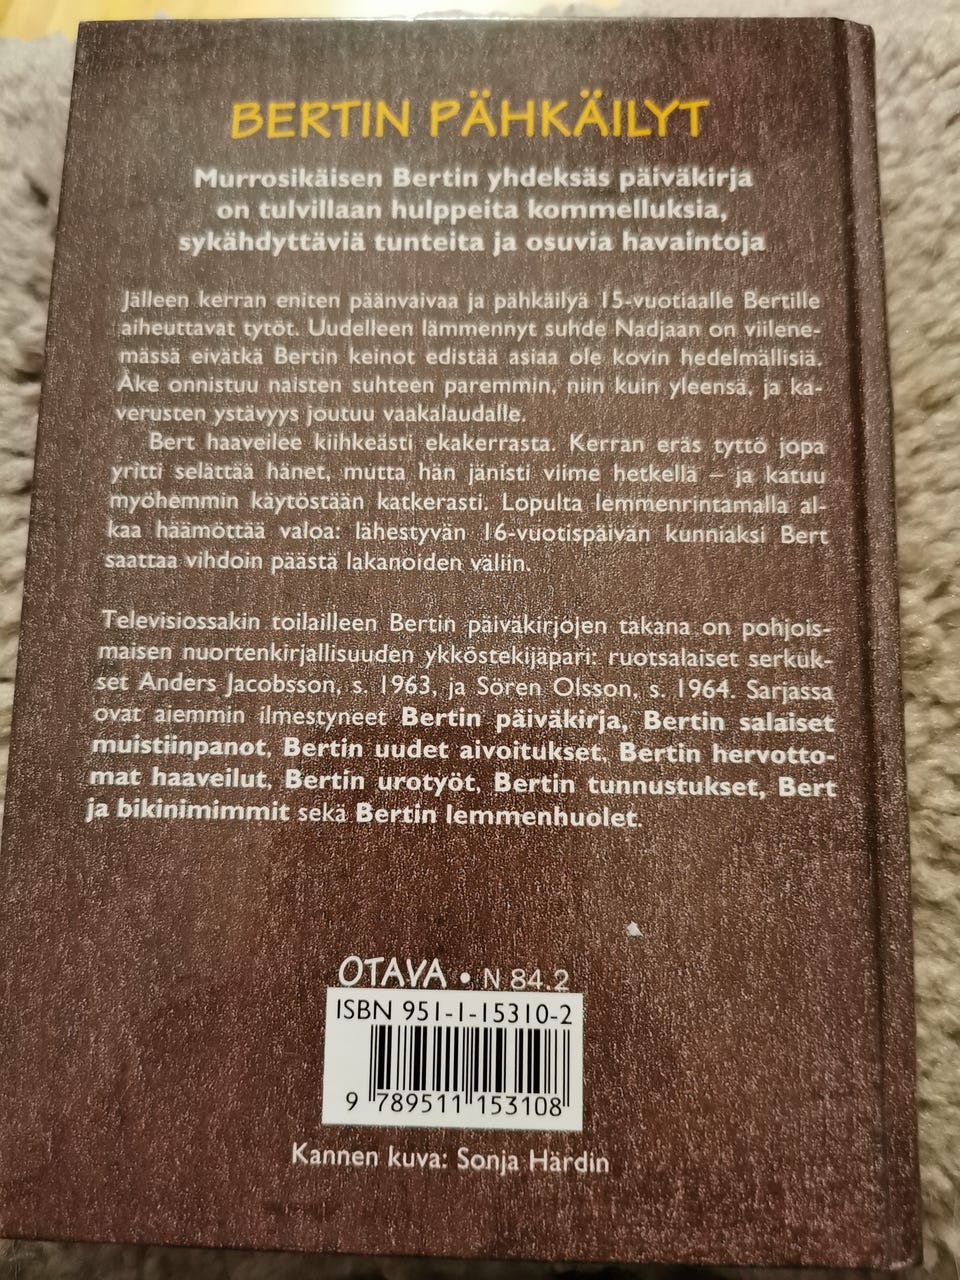 BERTIN PÄHKÄILYT
Murrosikäisen Bertin yhdeksäs päiväkirja
on tulvillaan hulppeita kommelluksia,
sykähdyttäviä tunteita ja osuvia havaintoja
Jälleen kerran eniten päänvaivaa ja pähkäilyä 15-vuotiaalle Bertille
aiheuttavat tytöt. Uudelleen lämmennyt suhde Nadjaan on viilene-
mässä eivätkä Bertin keinot edistää asiaa ole kovin hedelmällisiä.
Åke onnistuu naisten suhteen paremmin, niin kuin yleensä, ja ka-
verusten ystävyys joutuu vaakalaudalle.
Bert haaveilee kiihkeästi ekakerrasta. Kerran eräs tyttö jopa
yritti selättää hänet, mutta hän jänisti viime hetkellä – ja katuu
myöhemmin käytöstään katkerasti. Lopulta lemmenrintamalla al-
kaa häämöttää valoa: lähestyvän 16-vuotispäivän kunniaksi Bert
saattaa vihdoin päästä lakanoiden väliin.
Televisiossakin toilailleen Bertin päiväkirjojen takana on pohjois-
maisen nuortenkirjallisuuden ykköstekijäpari: ruotsalaiset serkuk-
set Anders Jacobsson, s. 1963, ja Sören Olsson, s. 1964. Sarjassa
ovat aiemmin ilmestyneet Bertin päiväkirja, Bertin salaiset
muistiinpanot, Bertin uudet aivoitukset, Bertin hervotto-
mat haaveilut, Bertin urotyöt, Bertin tunnustukset, Bert
ja bikinimimmit sekä Bertin lemmenhuolet.
OTAVA • N 84.2
ISBN 951-1-15310-2
9 789511 153108
Kannen kuva: Sonja Härdin